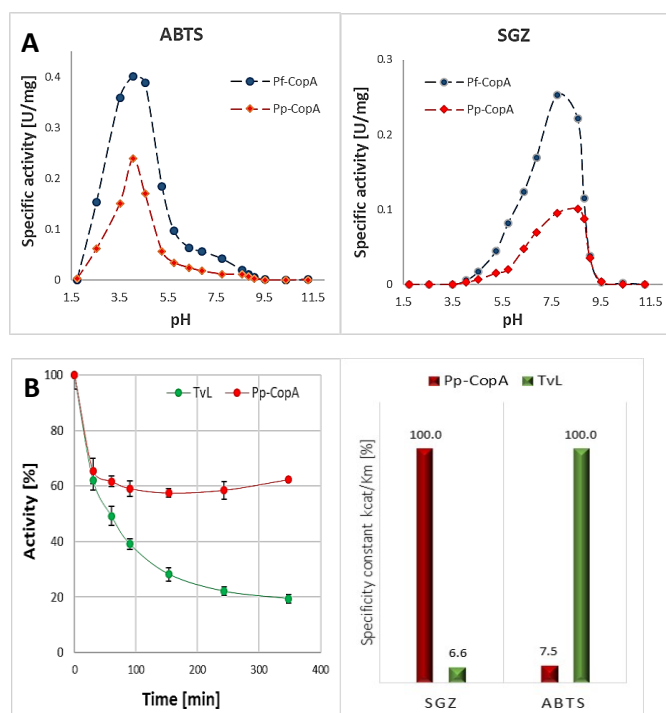 A
ABTS
Specific activity [U/mg]
0.4
0.3
0.2
0.1
0
1.5 3.5 5.5 7.5 9.5 11.5
pH
Pf-CopA
Pp-CopA
SGZ
Specific activity [U/mg]
0.3
0.2
0.1
0
1.5 3.5 5.5 7.5 9.5 11.5
pH
Pf-CopA
Pp-CopA
B
Activity [%]
100
80
60
40
20
0
0 100 200 300 400
Time [min]
TvL Pp-CopA
Pp-CopA TvL
Specificity constant kcat/Km [%]
100.0
6.6
7.5
100.0
SGZ ABTS